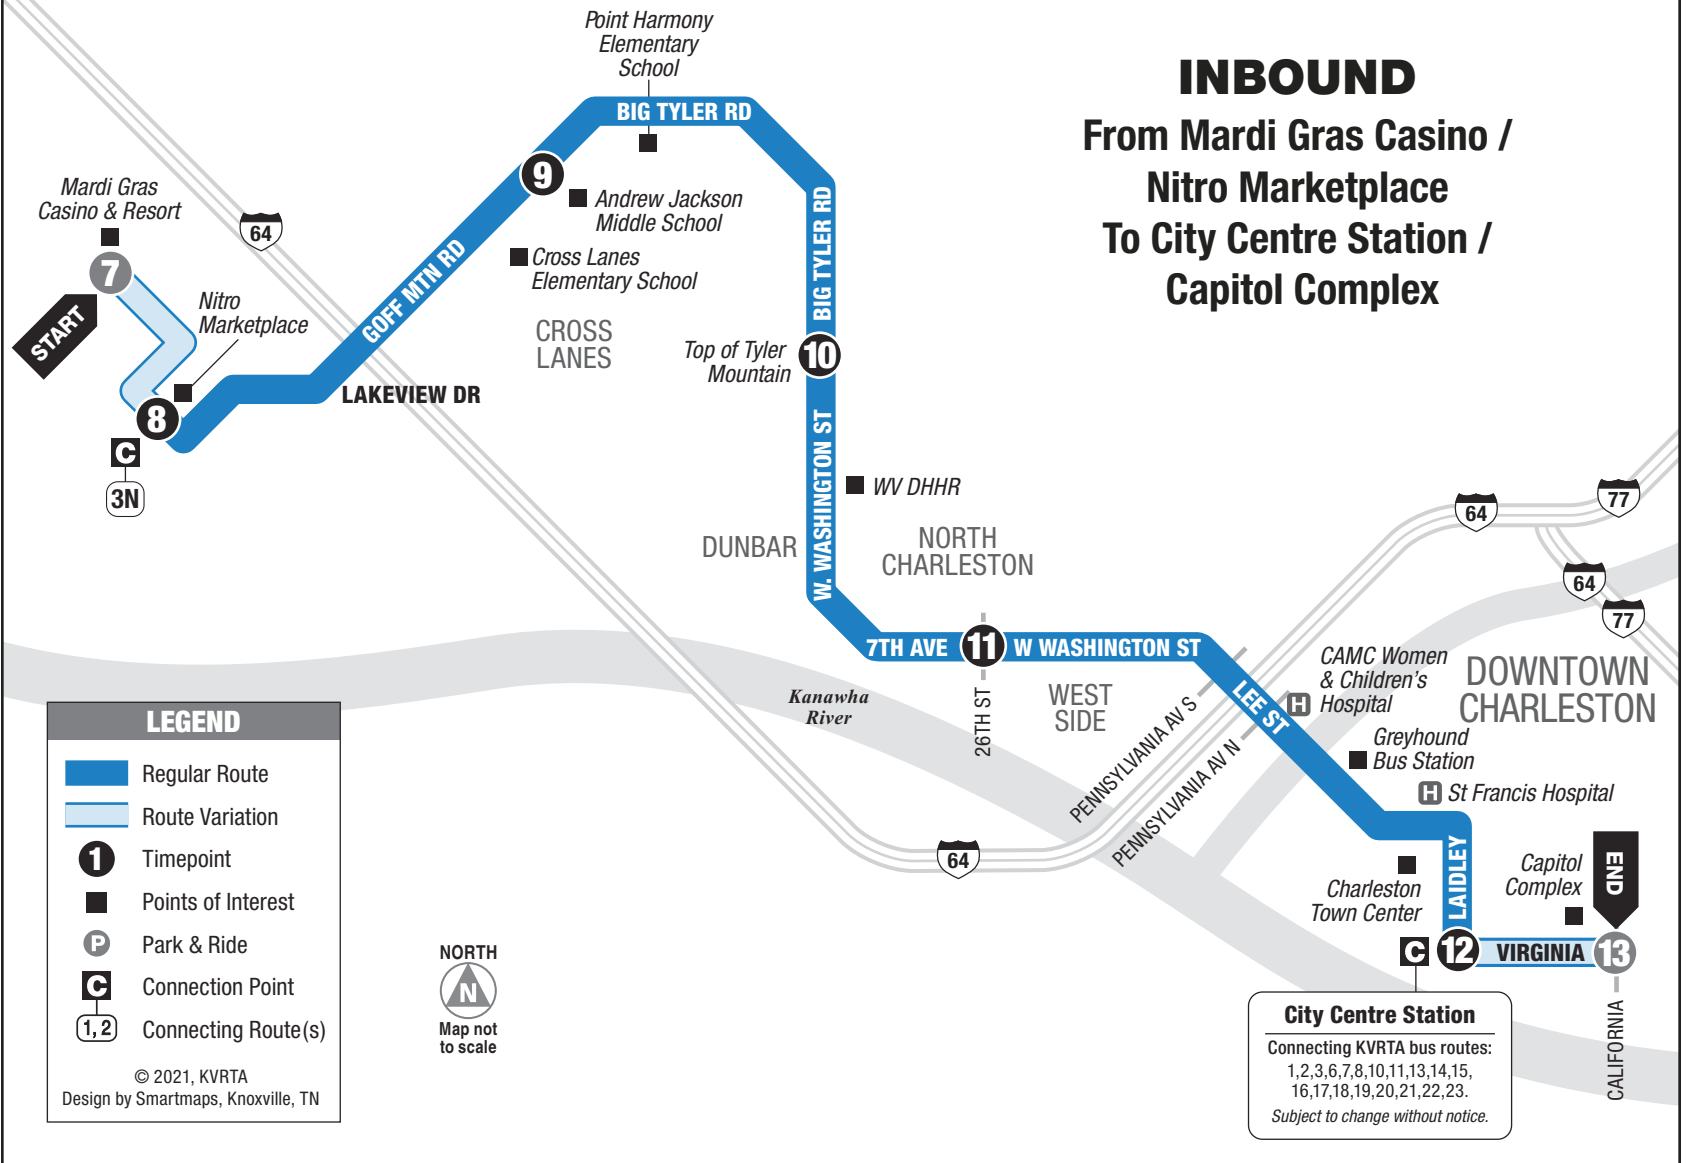 INBOUND
From Mardi Gras Casino /
Nitro Marketplace
To City Centre Station /
Capitol Complex
Point Harmony
Elementary
School
BIG TYLER RD
9
Andrew Jackson
Middle School
Cross Lanes
Elementary School
Mardi Gras
Casino & Resort
64
7
START
Nitro
Marketplace
GOFF MTN RD
CROSS
LANES
BIG TYLER RD
Top of Tyler
Mountain
10
LAKEVIEW DR
8
C
3N
W. WASHINGTON ST
WV DHHR
DUNBAR
NORTH
CHARLESTON
64
77
64
77
7TH AVE
11
W WASHINGTON ST
26TH ST
WEST
SIDE
Kanawha
River
LEE ST
PENNSYLVANIA AV S
PENNSYLVANIA AV N
H
CAMC Women
& Children's
Hospital
DOWNTOWN
CHARLESTON
Greyhound
Bus Station
H
St Francis Hospital
64
LAIDLEY
Charleston
Town Center
Capitol
Complex
END
C
12
VIRGINIA
13
CALIFORNIA
City Centre Station
Connecting KVRTA bus routes:
1,2,3,6,7,8,10,11,13,14,15,
16,17,18,19,20,21,22,23.
Subject to change without notice.
LEGEND
Regular Route
Route Variation
1
Timepoint
Points of Interest
P
Park & Ride
C
Connection Point
1, 2
Connecting Route(s)
© 2021, KVRTA
Design by Smartmaps, Knoxville, TN
NORTH
N
Map not
to scale